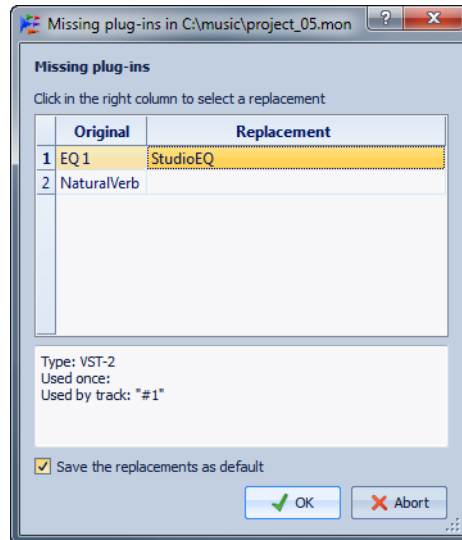 Missing plug-ins in C:\music\project_05.mon
?
X
Missing plug-ins
Click in the right column to select a replacement
Original Replacement
1 EQ 1 StudioEQ
2 NaturalVerb
Type: VST-2
Used once:
Used by track: "#1"
Save the replacements as default
OK Abort